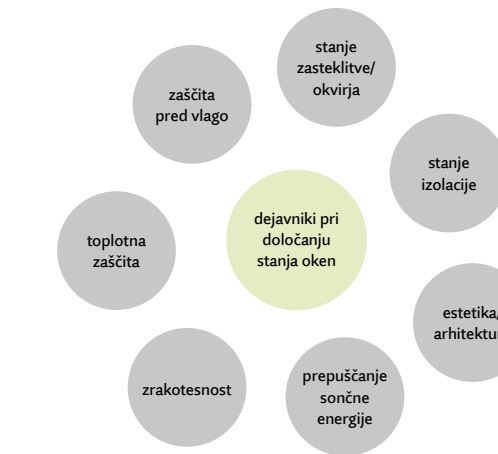 stanje
zasteklitve/
okvirja
zaščita
pred vlago
stanje
izolacije
dejavniki pri
določanju
stanja oken
toplotna
zaščita
estetika/
zrakotesnost
prepuščanje
sončne
energije